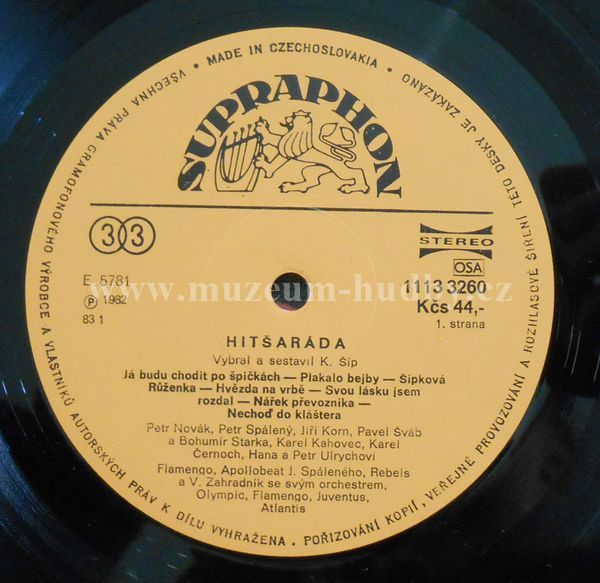 • MADE IN CZECHOSLOVAKIA •
VŠECHNA PRÁVA GRAMOFONOVÉHO VÝROBCE A VLASTNÍKŮ AUTORSKÝCH PRÁV K DÍLU VYHRAŽENA • POŘIZOVÁNÍ KOPIÍ, VEŘEJNÉ PROVOZOVÁNÍ A ROZHLASOVÉ ŠÍŘENÍ TÉTO DESKY JE ZAKÁZÁNO
SUPRAPHON
33
STEREO
OSA
E 5781
1113 3260
Ⓟ 1982
Kčs 44,-
83 1
1. strana
www.muzeum-hudby.cz
HITŠARÁDA
Vybral a sestavil K. Šíp
Já budu chodit po špičkách — Plakalo bejby — Šípková
Růženka — Hvězda na vrbě — Svou lásku jsem
rozdal — Nářek převozníka —
Nechoď do kláštera
Petr Novák, Petr Spálený, Jiří Korn, Pavel Šváb
a Bohumír Starka, Karel Kahovec, Karel
Černoch, Hana a Petr Ulrychovi
Flamengo, Apollobeat J. Spáleného, Rebels
a V. Zahradník se svým orchestrem,
Olympic, Flamengo, Juventus,
Atlantis